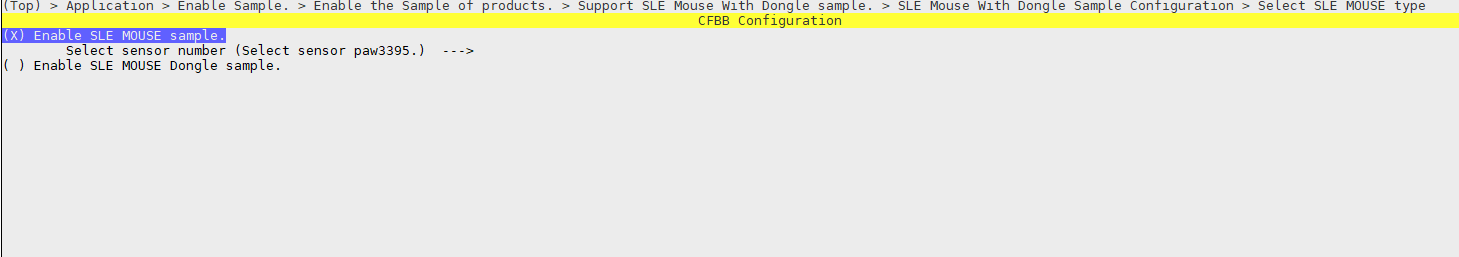 (Top) > Application > Enable Sample. > Enable the Sample of products. > Support SLE Mouse With Dongle sample. > SLE Mouse With Dongle Sample Configuration > Select SLE MOUSE type
CFBB Configuration
(X) Enable SLE MOUSE sample.
Select sensor number (Select sensor paw3395.)  --->
( ) Enable SLE MOUSE Dongle sample.